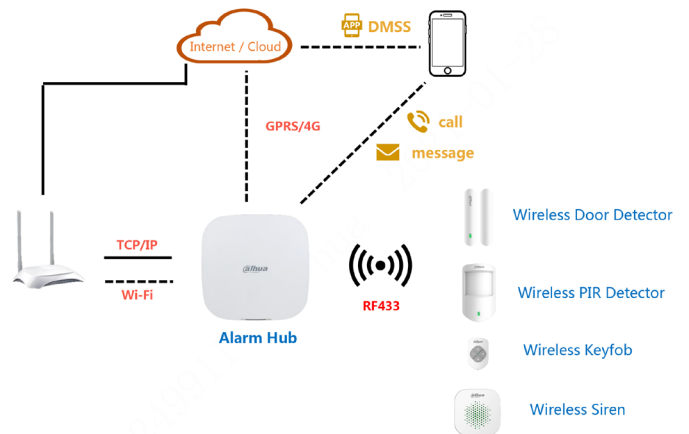 APP DMSS
Internet / Cloud
GPRS/4G
call
message
TCP/IP
Wi-Fi
alhua
RF433
Alarm Hub
Wireless Door Detector
Wireless PIR Detector
Wireless Keyfob
Wireless Siren